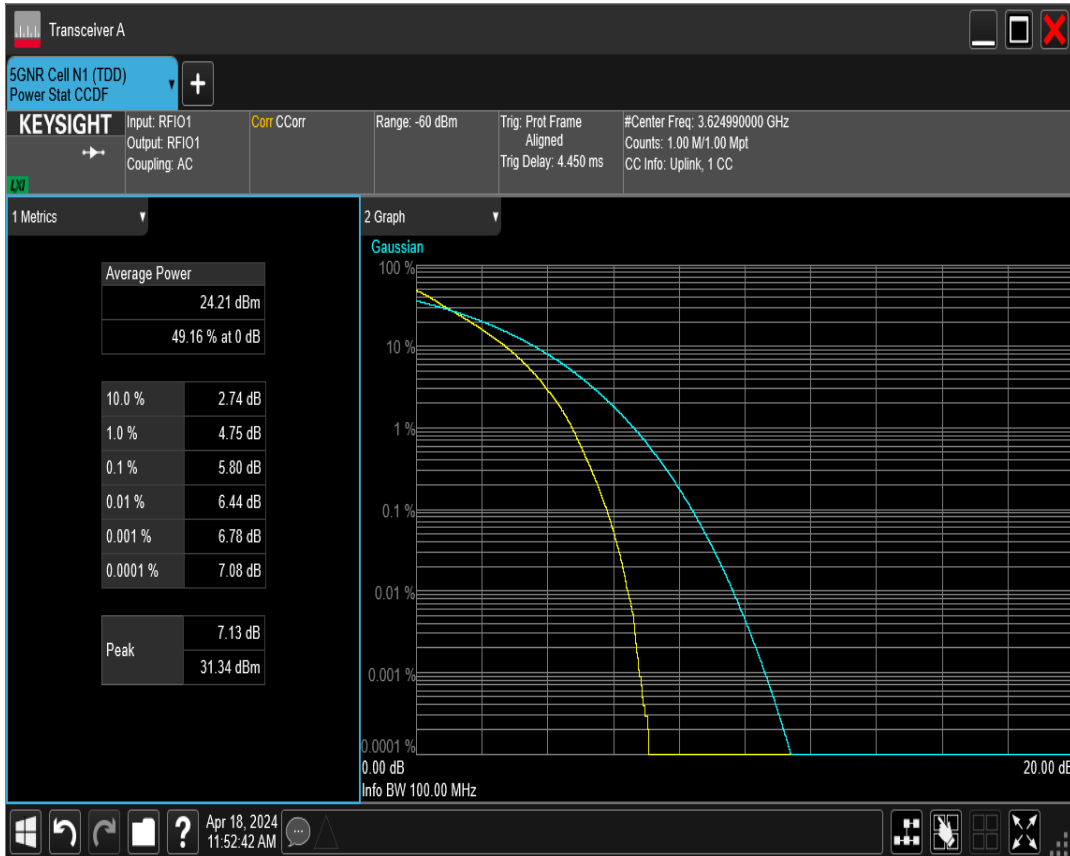 Transceiver A
5GNR Cell N1 (TDD)
Power Stat CCDF
+
KEYSIGHT
LXI
Input: RFIO1
Output: RFIO1
Coupling: AC
Corr CCorr
Range: -60 dBm
Trig: Prot Frame
Aligned
Trig Delay: 4.450 ms
#Center Freq: 3.624990000 GHz
Counts: 1.00 M/1.00 Mpt
CC Info: Uplink, 1 CC
1 Metrics
Average Power
24.21 dBm
49.16 % at 0 dB
10.0 % 2.74 dB
1.0 % 4.75 dB
0.1 % 5.80 dB
0.01 % 6.44 dB
0.001 % 6.78 dB
0.0001 % 7.08 dB
Peak 7.13 dB
31.34 dBm
2 Graph
Gaussian
100 %
10 %
1 %
0.1 %
0.01 %
0.001 %
0.0001 %
0.00 dB 20.00 dB
Info BW 100.00 MHz
?
Apr 18, 2024
11:52:42 AM